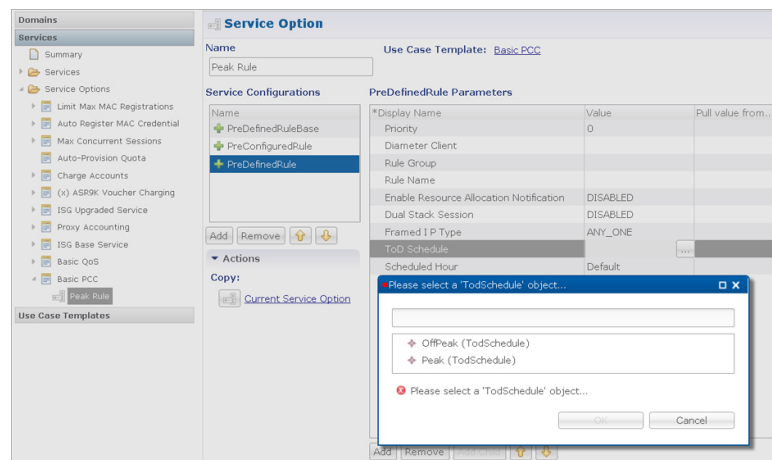 Domains
Services
Summary
Services
Service Options
Limit Max MAC Registrations
Auto Register MAC Credential
Max Concurrent Sessions
Auto-Provision Quota
Charge Accounts
(x) ASR9K Voucher Charging
ISG Upgraded Service
Proxy Accounting
ISG Base Service
Basic QoS
Basic PCC
Peak Rule
Use Case Templates
Service Option
Name
Use Case Template: Basic PCC
Peak Rule
Service Configurations
Name
PreDefinedRuleBase
PreConfiguredRule
PreDefinedRule
Add Remove
Actions
Copy:
Current Service Option
PreDefinedRule Parameters
*Display Name Value Pull value from...
Priority 0
Diameter Client
Rule Group
Rule Name
Enable Resource Allocation Notification DISABLED
Dual Stack Session DISABLED
Framed I P Type ANY_ONE
ToD Schedule ...
Scheduled Hour Default
Please select a 'TodSchedule' object...
OffPeak (TodSchedule)
Peak (TodSchedule)
Please select a 'TodSchedule' object...
OK Cancel
Add Remove Add Child